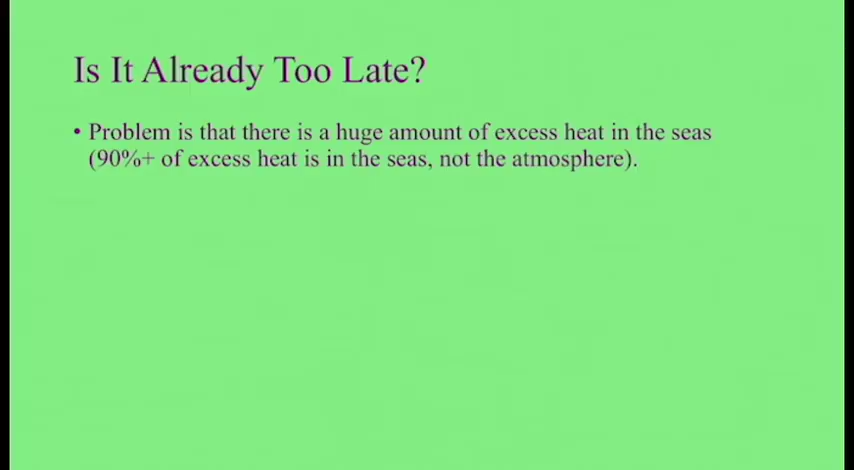 Is It Already Too Late?
• Problem is that there is a huge amount of excess heat in the seas
(90%+ of excess heat is in the seas, not the atmosphere).